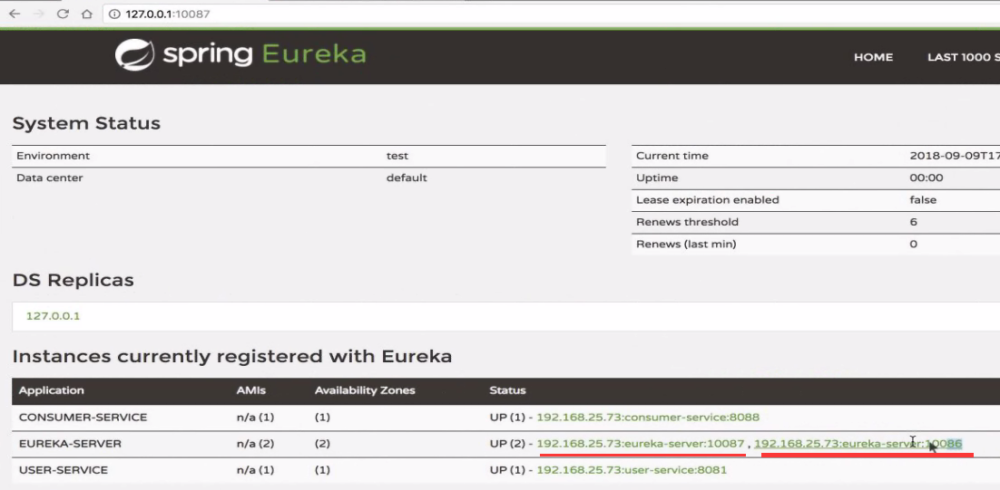 127.0.0.1:10087
spring Eureka
HOME LAST 1000 S
System Status
Environment test
Data center default
Current time 2018-09-09T17
Uptime 00:00
Lease expiration enabled false
Renews threshold 6
Renews (last min) 0
DS Replicas
127.0.0.1
Instances currently registered with Eureka
Application AMIs Availability Zones Status
CONSUMER-SERVICE n/a (1) (1) UP (1) - 192.168.25.73:consumer-service:8088
EUREKA-SERVER n/a (2) (2) UP (2) - 192.168.25.73:eureka-server:10087 , 192.168.25.73:eureka-server:10086
USER-SERVICE n/a (1) (1) UP (1) - 192.168.25.73:user-service:8081